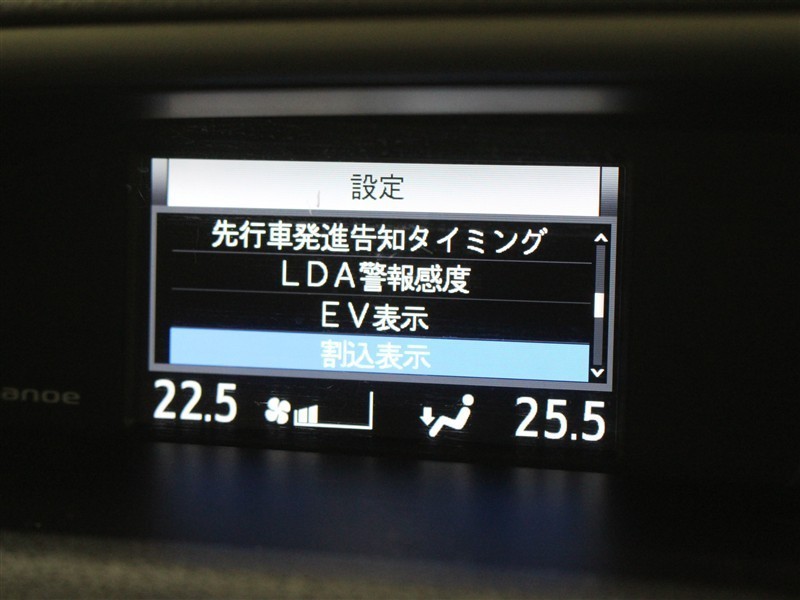 設定
先行車発進告知タイミング
LDA警報感度
EV表示
割込表示
22.5 25.5
anoe